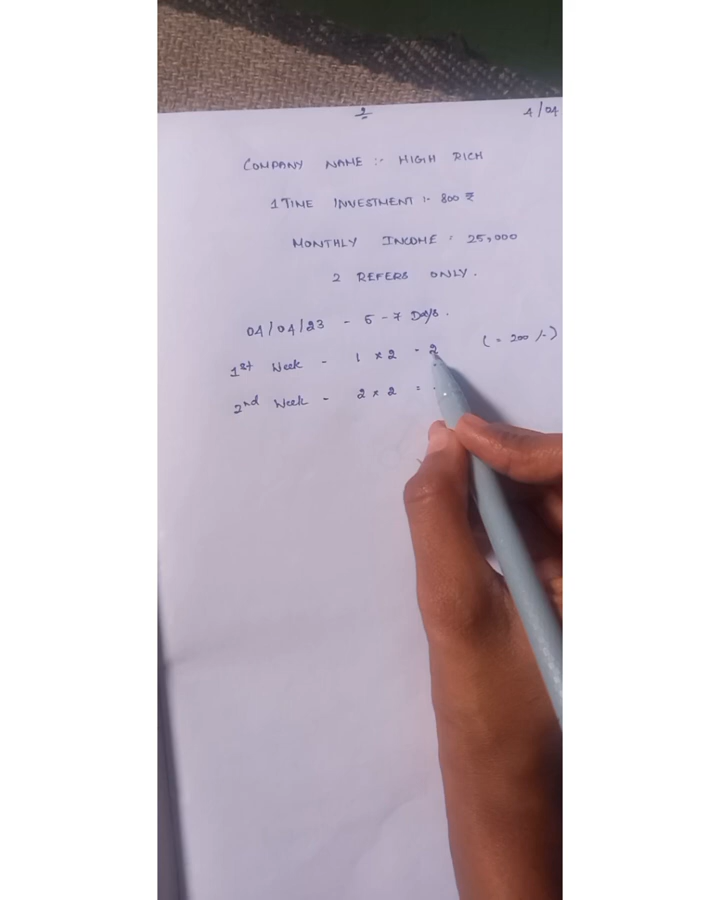 2
4/04
COMPANY NAME :- HIGH RICH
1 TIME INVESTMENT :- 800 ₹
MONTHLY INCOME : 25,000
2 REFERS ONLY.
04/04/23 - 5-7 Days.
1st Week - 1 x 2 - 2 (= 200 /-)
2nd Week - 2 x 2 =